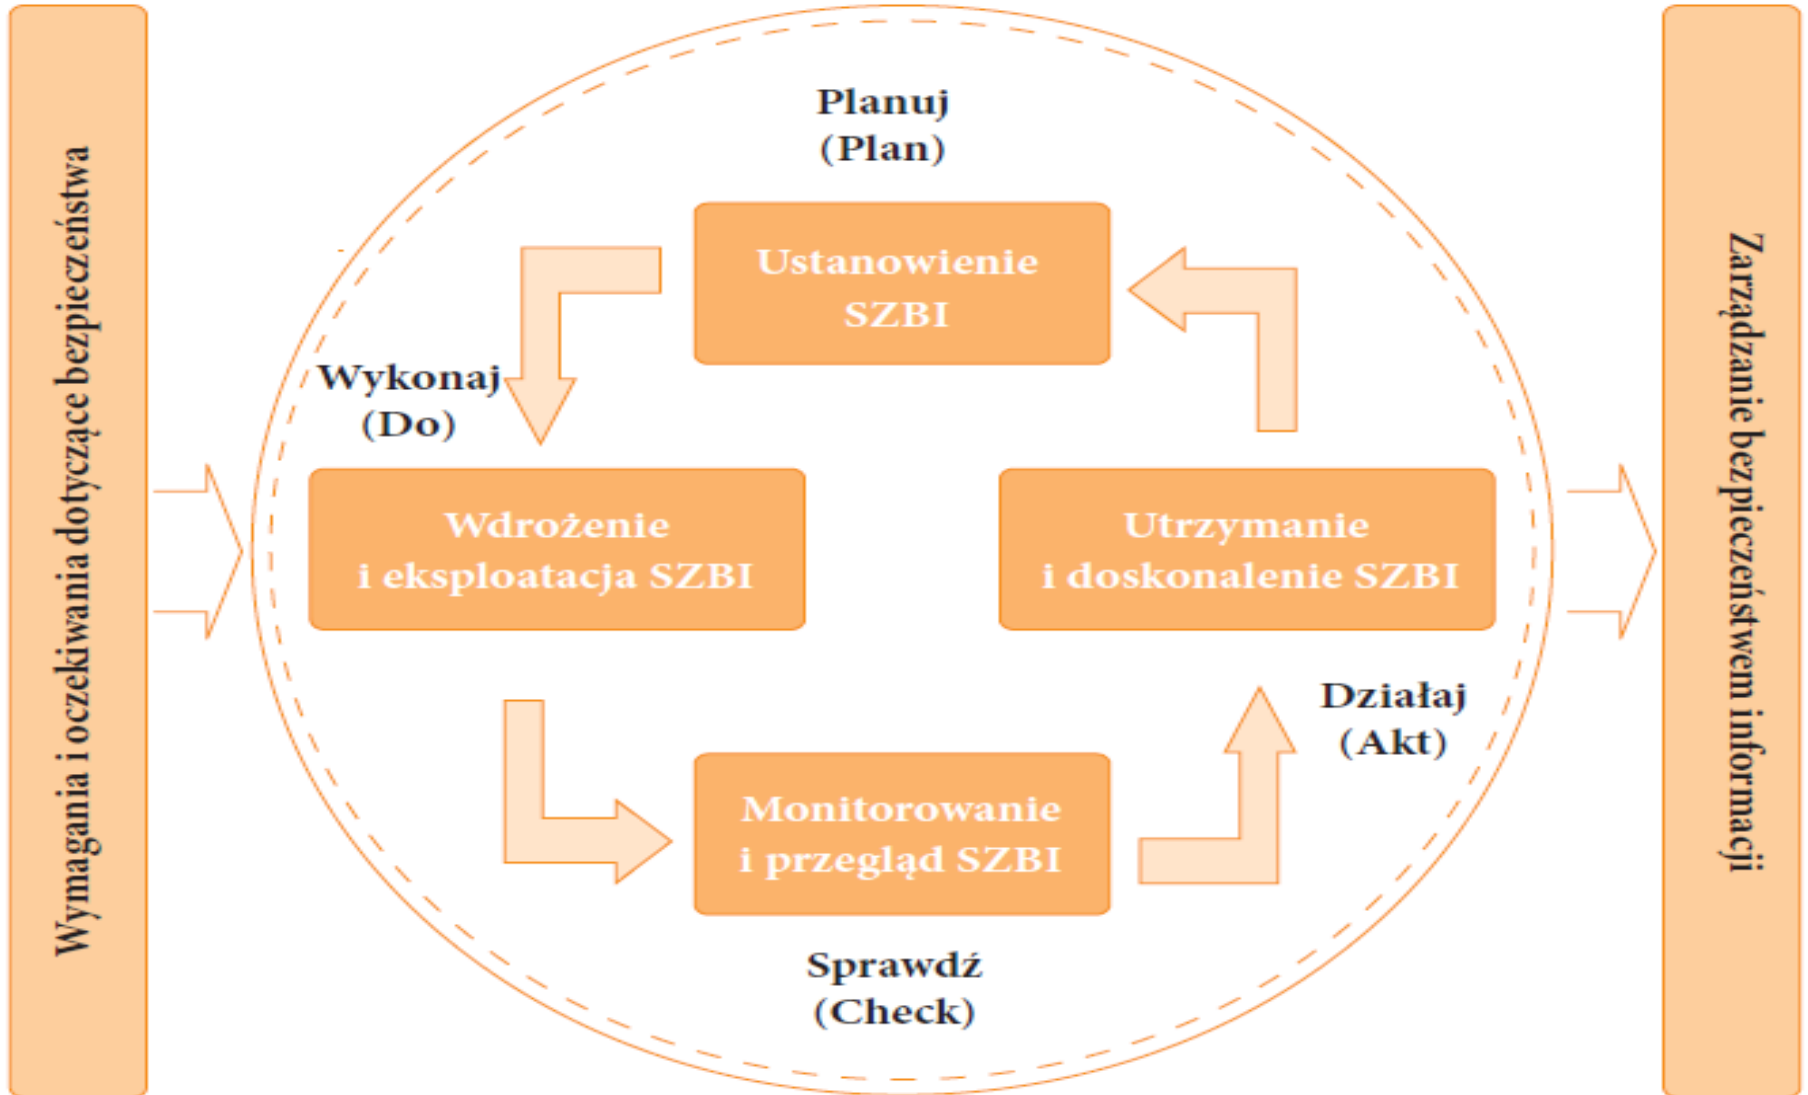 Wymagania i oczekiwania dotyczące bezpieczeństwa
Planuj
(Plan)
Ustanowienie
SZBI
Wykonaj
(Do)
Wdrożenie
i eksploatacja SZBI
Utrzymanie
i doskonalenie SZBI
Działaj
(Akt)
Monitorowanie
i przegląd SZBI
Sprawdź
(Check)
Zarządzanie bezpieczeństwem informacji